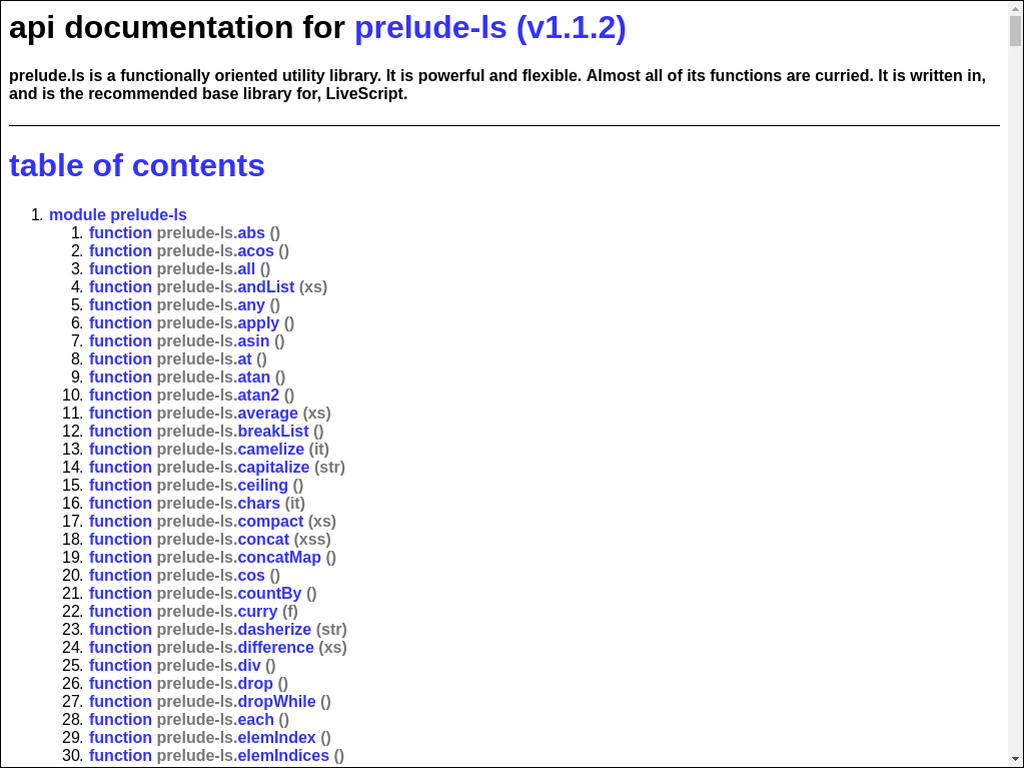 api documentation for prelude-ls (v1.1.2)
prelude.ls is a functionally oriented utility library. It is powerful and flexible. Almost all of its functions are curried. It is written in,
and is the recommended base library for, LiveScript.
table of contents
1. module prelude-ls
1. function prelude-ls.abs ()
2. function prelude-ls.acos ()
3. function prelude-ls.all ()
4. function prelude-ls.andList (xs)
5. function prelude-ls.any ()
6. function prelude-ls.apply ()
7. function prelude-ls.asin ()
8. function prelude-ls.at ()
9. function prelude-ls.atan ()
10. function prelude-ls.atan2 ()
11. function prelude-ls.average (xs)
12. function prelude-ls.breakList ()
13. function prelude-ls.camelize (it)
14. function prelude-ls.capitalize (str)
15. function prelude-ls.ceiling ()
16. function prelude-ls.chars (it)
17. function prelude-ls.compact (xs)
18. function prelude-ls.concat (xss)
19. function prelude-ls.concatMap ()
20. function prelude-ls.cos ()
21. function prelude-ls.countBy ()
22. function prelude-ls.curry (f)
23. function prelude-ls.dasherize (str)
24. function prelude-ls.difference (xs)
25. function prelude-ls.div ()
26. function prelude-ls.drop ()
27. function prelude-ls.dropWhile ()
28. function prelude-ls.each ()
29. function prelude-ls.elemIndex ()
30. function prelude-ls.elemIndices ()